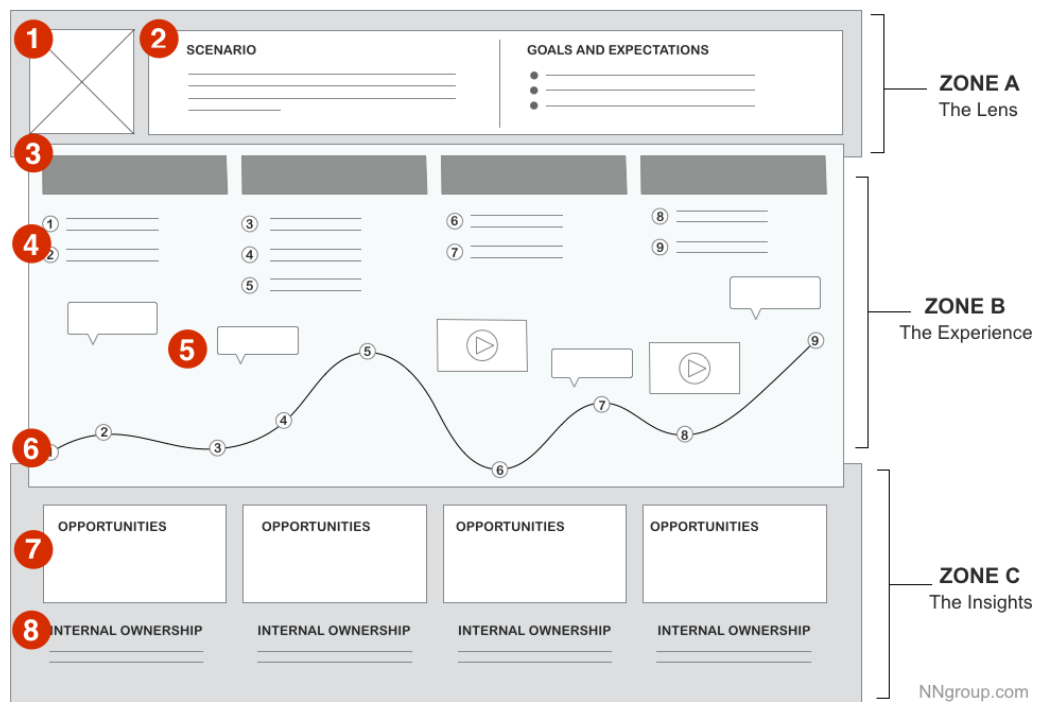 1
2
SCENARIO
GOALS AND EXPECTATIONS
ZONE A
The Lens
3
4
1
2
3
4
5
6
7
8
9
ZONE B
The Experience
5
6
1
2
3
4
5
6
7
8
9
7
OPPORTUNITIES
OPPORTUNITIES
OPPORTUNITIES
OPPORTUNITIES
ZONE C
The Insights
8
INTERNAL OWNERSHIP
INTERNAL OWNERSHIP
INTERNAL OWNERSHIP
INTERNAL OWNERSHIP
NNgroup.com